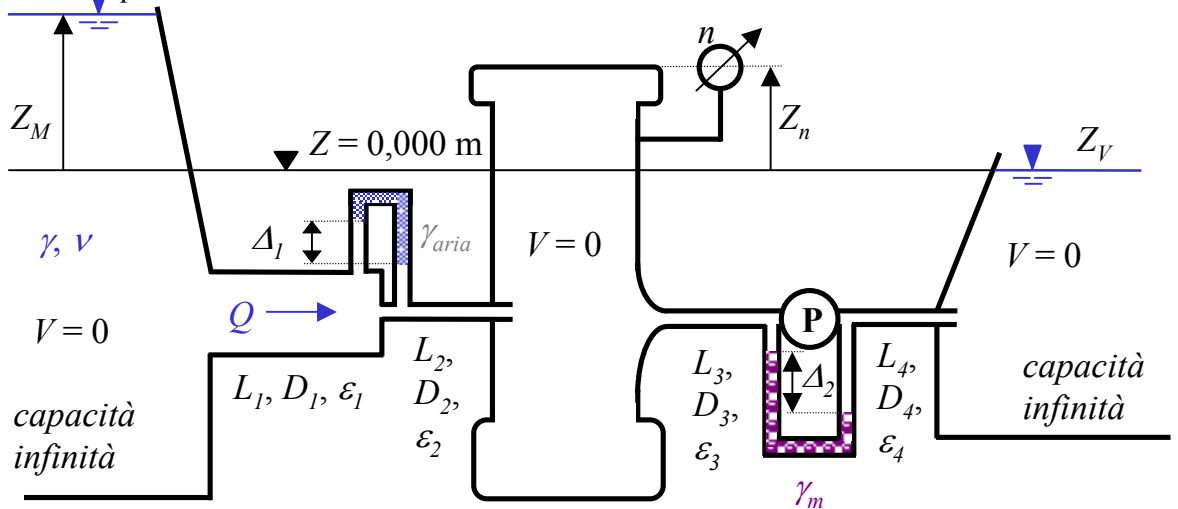 n
Z_M
Z = 0,000 m
Z_n
Z_V
γ, ν
Δ_1
γ_aria
V = 0
V = 0
V = 0
Q
P
L_1, D_1, ε_1
L_2,
D_2,
ε_2
L_3,
D_3,
ε_3
Δ_2
L_4,
D_4,
ε_4
capacità
infinità
capacità
infinità
γ_m